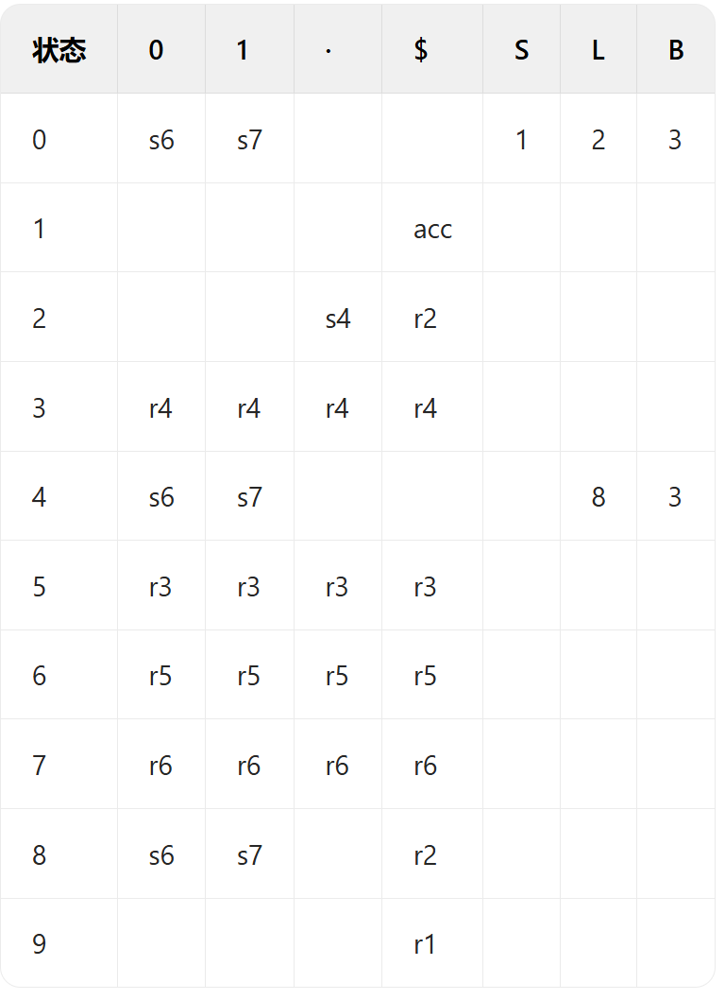 状态 0 1 · $ S L B
0 s6 s7 1 2 3
1 acc
2 s4 r2
3 r4 r4 r4 r4
4 s6 s7 8 3
5 r3 r3 r3 r3
6 r5 r5 r5 r5
7 r6 r6 r6 r6
8 s6 s7 r2
9 r1